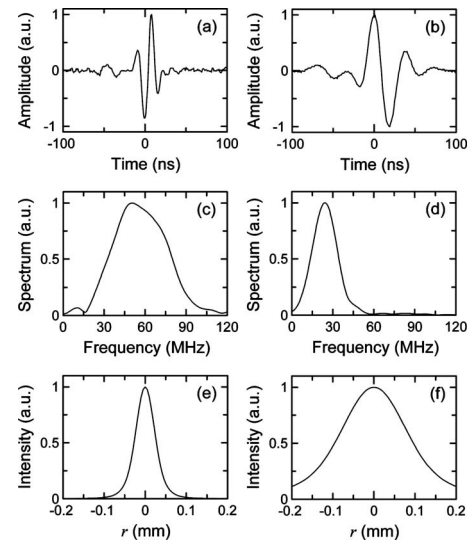 (a)
Amplitude (a.u.)
1
0
-1
-100 0 100
Time (ns)
(b)
Amplitude (a.u.)
1
0
-1
-100 0 100
Time (ns)
(c)
Spectrum (a.u.)
1
0.5
0
0 30 60 90 120
Frequency (MHz)
(d)
Spectrum (a.u.)
1
0.5
0
0 30 60 90 120
Frequency (MHz)
(e)
Intensity (a.u.)
1
0.5
0
-0.2 -0.1 0 0.1 0.2
r (mm)
(f)
Intensity (a.u.)
1
0.5
0
-0.2 -0.1 0 0.1 0.2
r (mm)